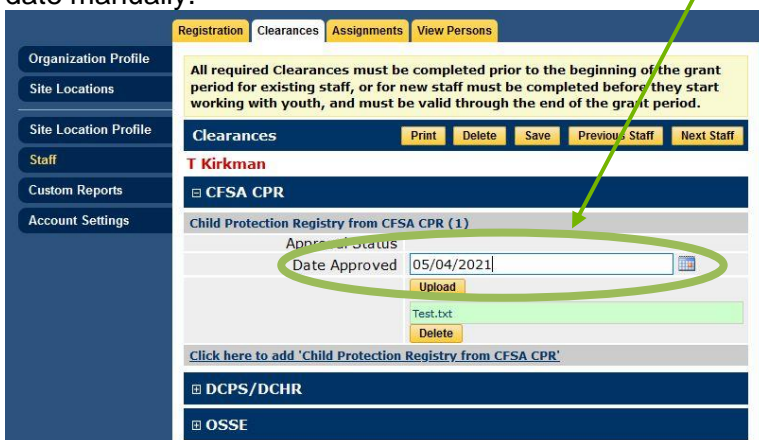 date manually.
Registration Clearances Assignments View Persons
Organization Profile
Site Locations
Site Location Profile
Staff
Custom Reports
Account Settings
All required Clearances must be completed prior to the beginning of the grant
period for existing staff, or for new staff must be completed before they start
working with youth, and must be valid through the end of the grant period.
Clearances Print Delete Save Previous Staff Next Staff
T Kirkman
CFSA CPR
Child Protection Registry from CFSA CPR (1)
Approval Status
Date Approved 05/04/2021
Upload
Test.txt
Delete
Click here to add 'Child Protection Registry from CFSA CPR'
DCPS/DCHR
OSSE